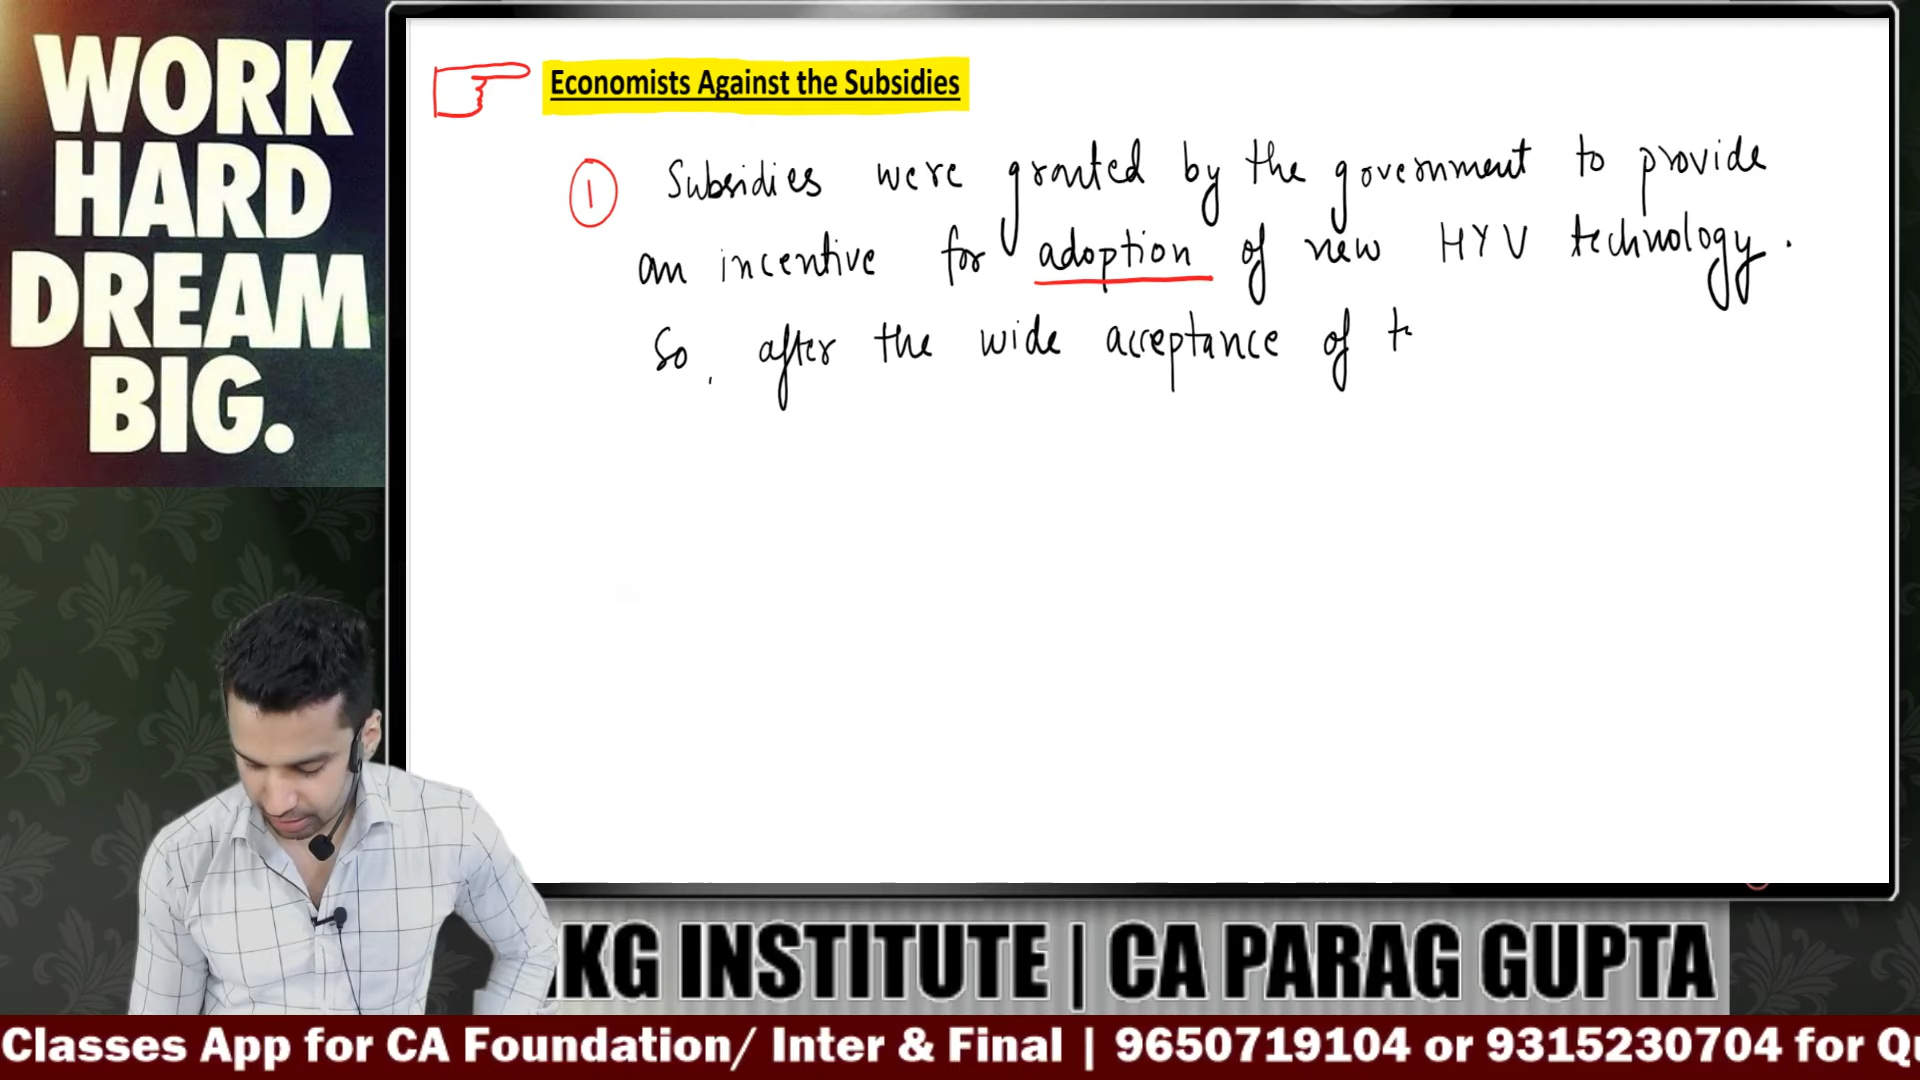 WORK
HARD
DREAM
BIG.
Economists Against the Subsidies
1 Subsidies were granted by the government to provide
an incentive for adoption of new HYV technology.
So, after the wide acceptance of t
KG INSTITUTE | CA PARAG GUPTA
Classes App for CA Foundation/ Inter & Final | 9650719104 or 9315230704 for Qu